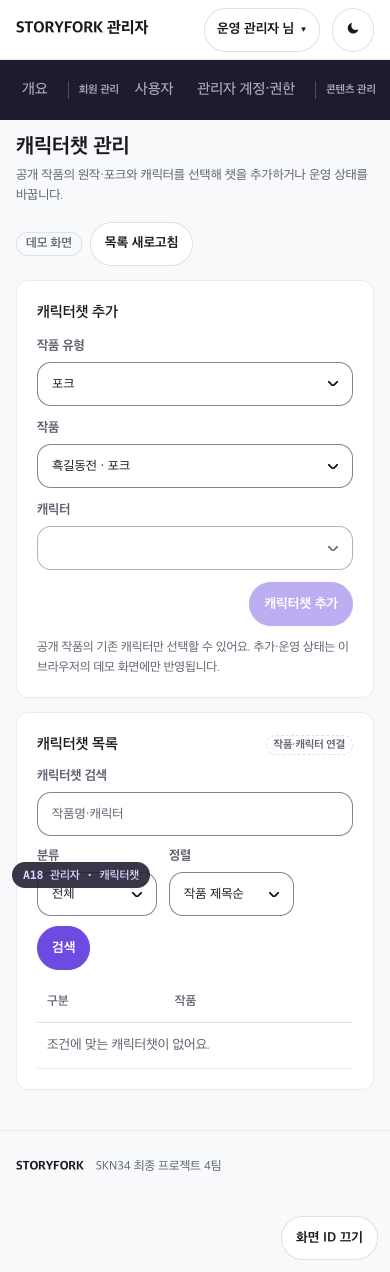 STORYFORK 관리자
운영 관리자 님 ▾
개요
회원 관리
사용자
관리자 계정·권한
콘텐츠 관리
캐릭터챗 관리
공개 작품의 원작·포크와 캐릭터를 선택해 챗을 추가하거나 운영 상태를
바꿉니다.
데모 화면
목록 새로고침
캐릭터챗 추가
작품 유형
포크
작품
흑길동전 · 포크
캐릭터
캐릭터챗 추가
공개 작품의 기존 캐릭터만 선택할 수 있어요. 추가·운영 상태는 이
브라우저의 데모 화면에만 반영됩니다.
캐릭터챗 목록
작품·캐릭터 연결
캐릭터챗 검색
작품명·캐릭터
분류
정렬
A18 관리자 · 캐릭터챗
전체
작품 제목순
검색
구분
작품
조건에 맞는 캐릭터챗이 없어요.
STORYFORK
SKN34 최종 프로젝트 4팀
화면 ID 끄기